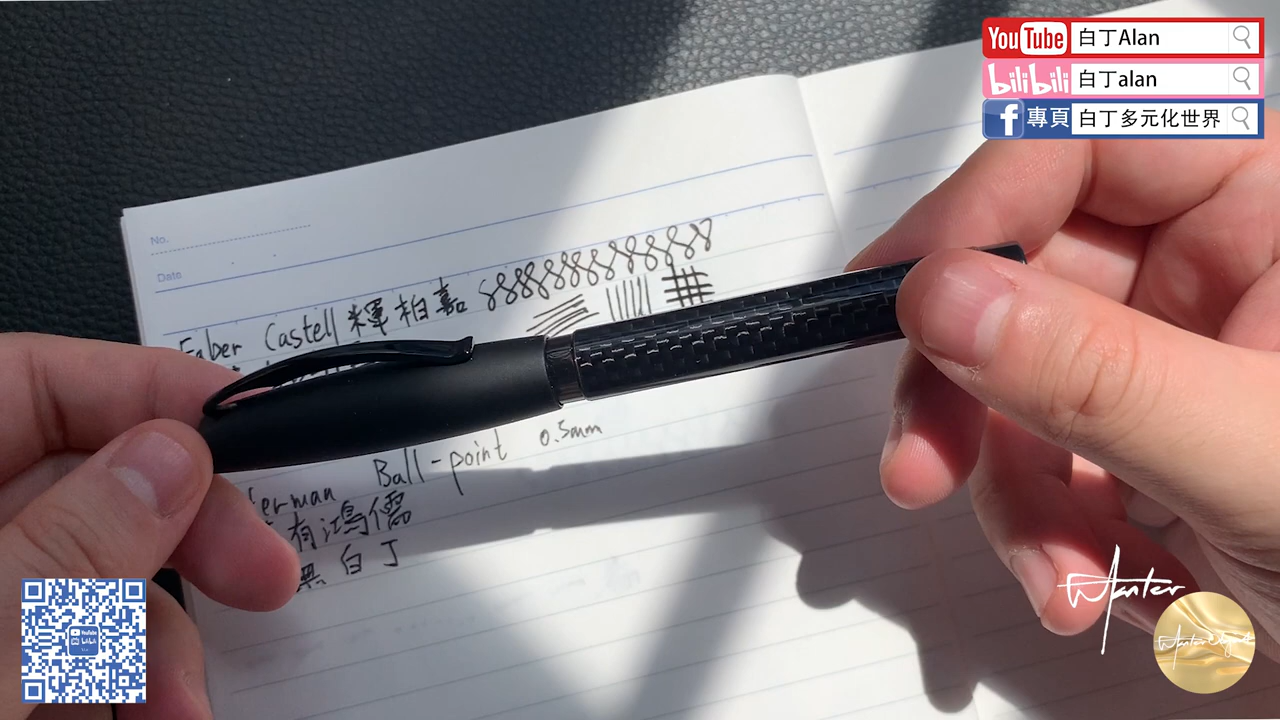 YouTube 白丁Alan
bilibili 白丁alan
f 專頁 白丁多元化世界
No.
Date
Faber Castell 輝柏嘉
German Ball-point 0.5mm
有鴻儒
無白丁